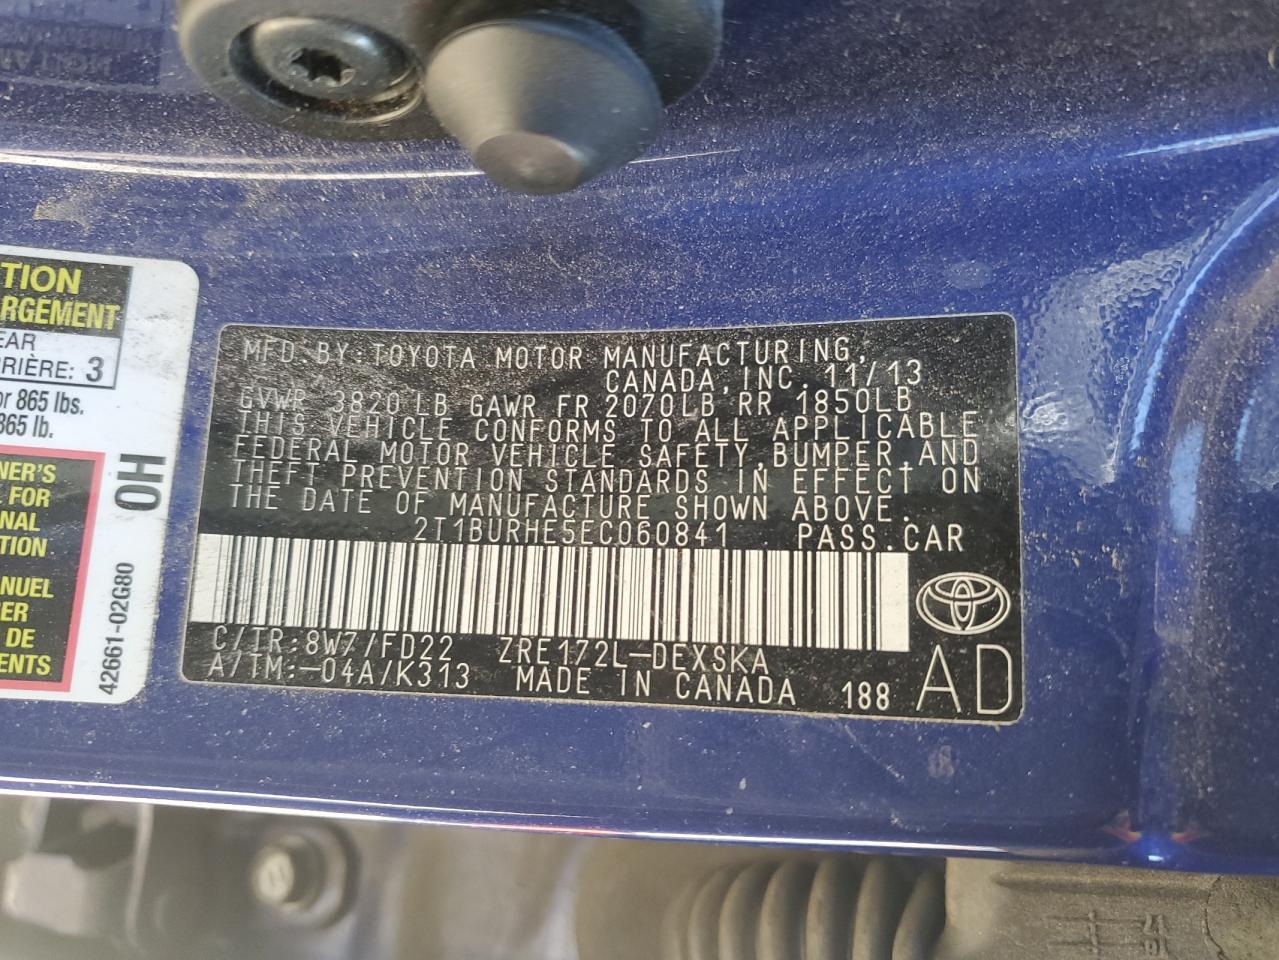 TION
RGEMENT
EAR
RIÈRE: 3
or 865 lbs.
865 lb.
NER'S
FOR
NAL
TION
NUEL
ER
DE
ENTS
42661-02G80
OH
MFD BY: TOYOTA MOTOR MANUFACTURING,
CANADA, INC. 11/13
GVWR 3820 LB GAWR FR 2070LB RR 1850LB
THIS VEHICLE CONFORMS TO ALL APPLICABLE
FEDERAL MOTOR VEHICLE SAFETY, BUMPER AND
THEFT PREVENTION STANDARDS IN EFFECT ON
THE DATE OF MANUFACTURE SHOWN ABOVE.
2T1BURHE5EC060841 PASS.CAR
C/TR:8W7/FD22 ZRE172L-DEXSKA
A/TM:-04A/K313 MADE IN CANADA 188 AD